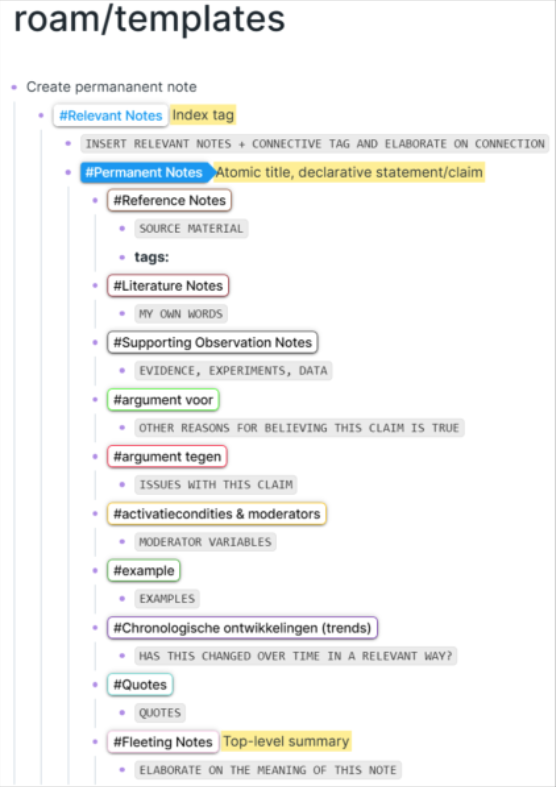 roam/templates
Create permananent note
#Relevant Notes Index tag
INSERT RELEVANT NOTES + CONNECTIVE TAG AND ELABORATE ON CONNECTION
#Permanent Notes Atomic title, declarative statement/claim
#Reference Notes
SOURCE MATERIAL
tags:
#Literature Notes
MY OWN WORDS
#Supporting Observation Notes
EVIDENCE, EXPERIMENTS, DATA
#argument voor
OTHER REASONS FOR BELIEVING THIS CLAIM IS TRUE
#argument tegen
ISSUES WITH THIS CLAIM
#activatiecondities & moderators
MODERATOR VARIABLES
#example
EXAMPLES
#Chronologische ontwikkelingen (trends)
HAS THIS CHANGED OVER TIME IN A RELEVANT WAY?
#Quotes
QUOTES
#Fleeting Notes Top-level summary
ELABORATE ON THE MEANING OF THIS NOTE